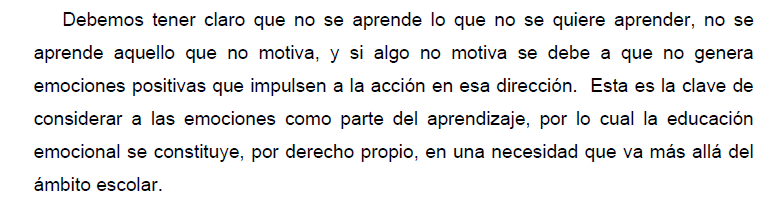 Debemos tener claro que no se aprende lo que no se quiere aprender, no se
aprende aquello que no motiva, y si algo no motiva se debe a que no genera
emociones positivas que impulsen a la acción en esa dirección.  Esta es la clave de
considerar a las emociones como parte del aprendizaje, por lo cual la educación
emocional se constituye, por derecho propio, en una necesidad que va más allá del
ámbito escolar.